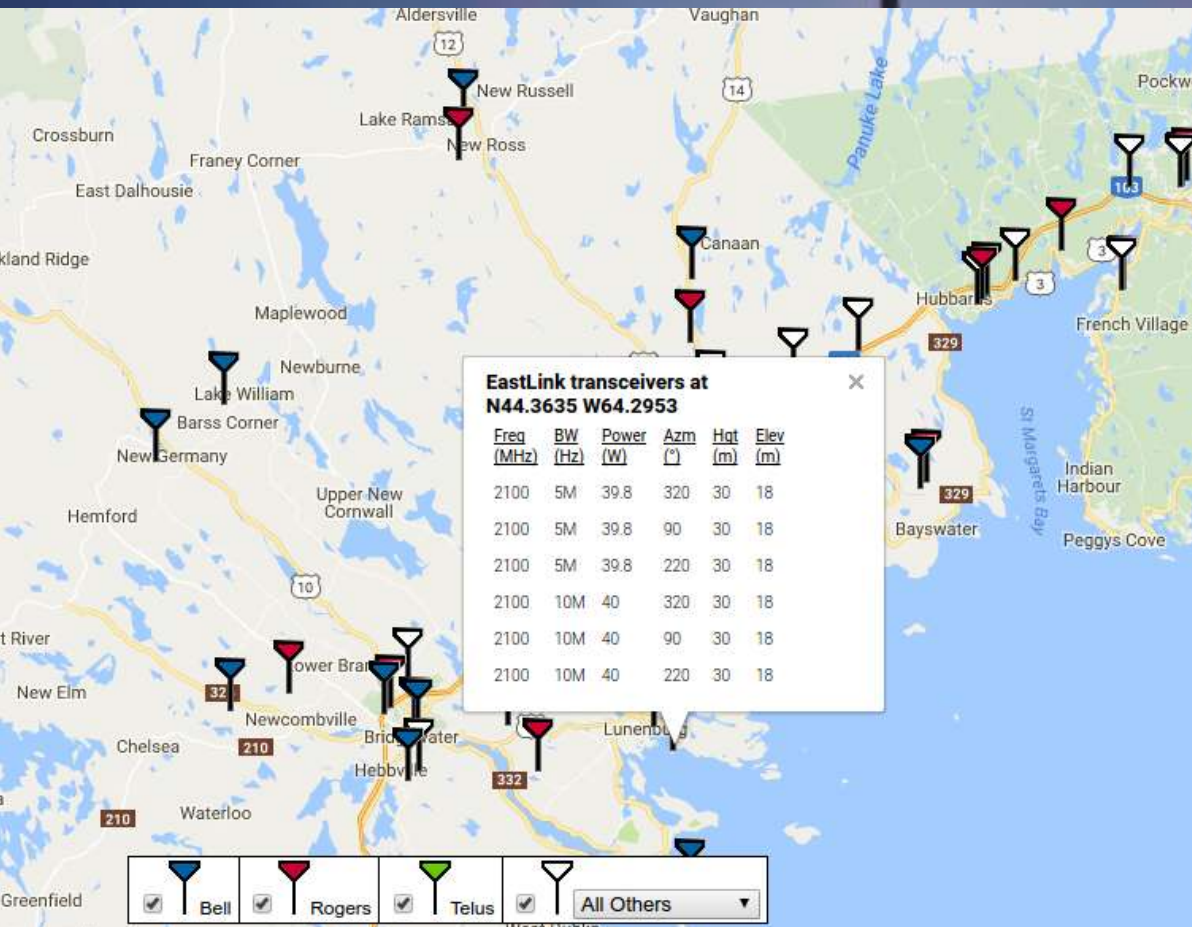 Aldersville
Vaughan
12
New Russell
14
Pockw
Lake Rams
New Ross
Crossburn
Franey Corner
Panuke Lake
East Dalhousie
103
Canaan
3
kland Ridge
3
Hubbards
Maplewood
French Village
329
Newburne
Lake William
EastLink transceivers at
N44.3635 W64.2953
×
Barss Corner
New Germany
Freq BW Power Azm Hgt Elev
(MHz) (Hz) (W) (°) (m) (m)
2100 5M 39.8 320 30 18
2100 5M 39.8 90 30 18
2100 5M 39.8 220 30 18
2100 10M 40 320 30 18
2100 10M 40 90 30 18
2100 10M 40 220 30 18
St Margarets Bay
Indian
Harbour
329
Upper New
Cornwall
Hemford
Bayswater
Peggys Cove
10
t River
ower Bran
New Elm
32
Newcombville
Lunenburg
Bridgewater
Chelsea
210
Hebbville
332
Waterloo
210
Greenfield
Bell
Rogers
Telus
All Others